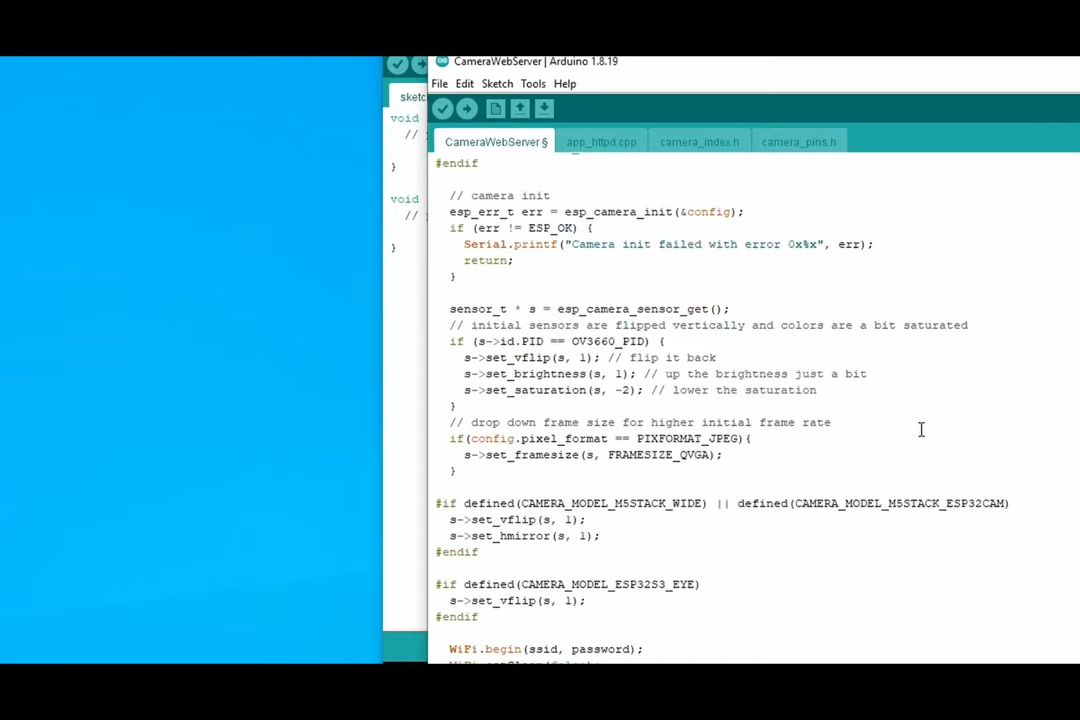 CameraWebServer | Arduino 1.8.19
File Edit Sketch Tools Help
sketc
CameraWebServer § app_httpd.cpp camera_index.h camera_pins.h
void
//
}
void
//
}
#endif
// camera init
esp_err_t err = esp_camera_init(&config);
if (err != ESP_OK) {
Serial.printf("Camera init failed with error 0x%x", err);
return;
}
sensor_t * s = esp_camera_sensor_get();
// initial sensors are flipped vertically and colors are a bit saturated
if (s->id.PID == OV3660_PID) {
s->set_vflip(s, 1); // flip it back
s->set_brightness(s, 1); // up the brightness just a bit
s->set_saturation(s, -2); // lower the saturation
}
// drop down frame size for higher initial frame rate
if(config.pixel_format == PIXFORMAT_JPEG){
s->set_framesize(s, FRAMESIZE_QVGA);
}
#if defined(CAMERA_MODEL_M5STACK_WIDE) || defined(CAMERA_MODEL_M5STACK_ESP32CAM)
s->set_vflip(s, 1);
s->set_hmirror(s, 1);
#endif
#if defined(CAMERA_MODEL_ESP32S3_EYE)
s->set_vflip(s, 1);
#endif
WiFi.begin(ssid, password);